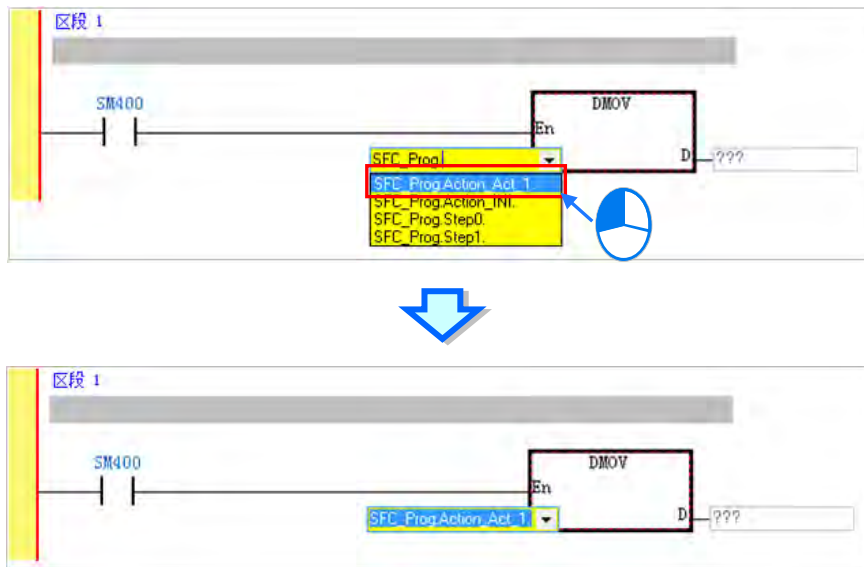 区段 1
SM400
DMOV
En
SFC_Prog.
D
???
SFC_Prog.Action_Act_1.
SFC_Prog.Action_INI.
SFC_Prog.Step0.
SFC_Prog.Step1.
区段 1
SM400
DMOV
En
SFC_Prog.Action_Act_1.
D
???